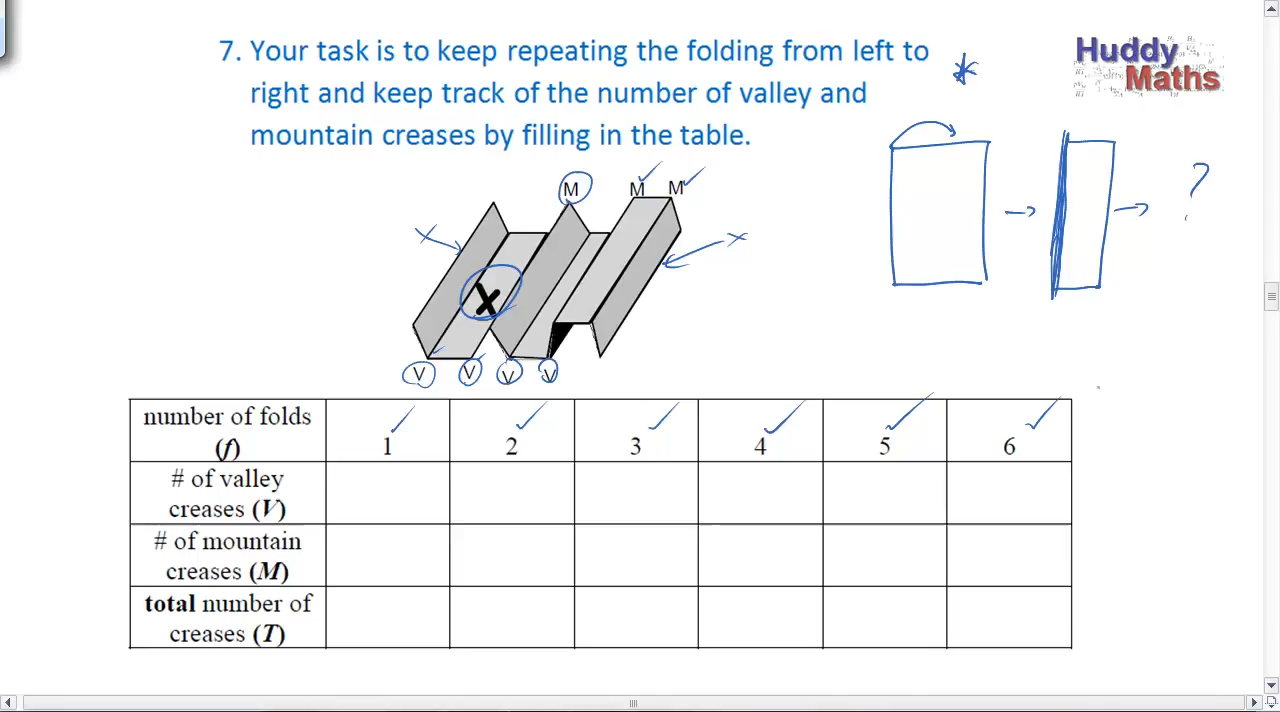 7. Your task is to keep repeating the folding from left to
right and keep track of the number of valley and
mountain creases by filling in the table.
Huddy
Maths
*
?
M M M
X X
X
V V V V
number of folds
(f) 1 2 3 4 5 6
# of valley
creases (V)
# of mountain
creases (M)
total number of
creases (T)